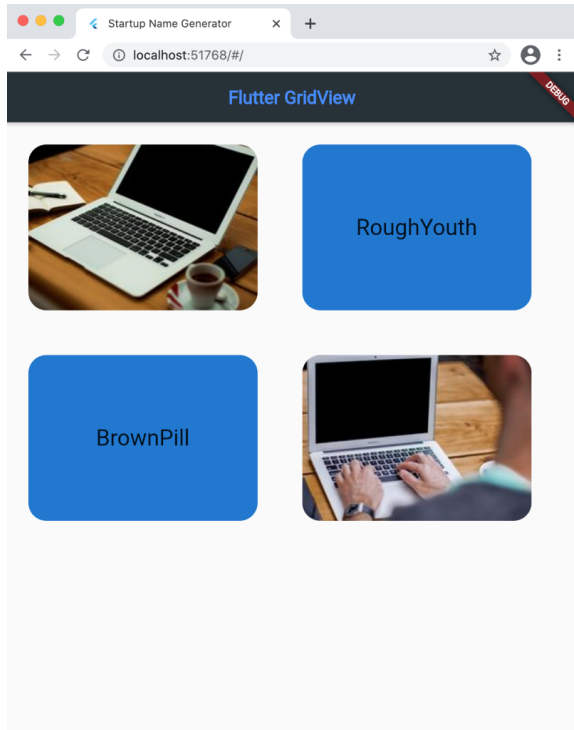 Startup Name Generator
localhost:51768/#/
Flutter GridView
DEBUG
RoughYouth
BrownPill